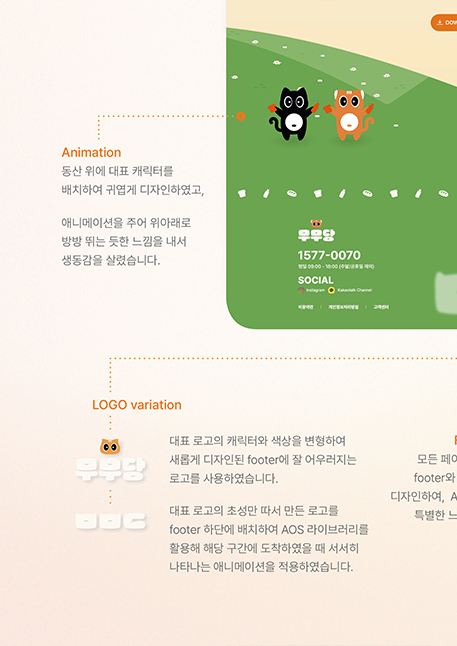 DOW
Animation
동산 위에 대표 캐릭터를
배치하여 귀엽게 디자인하였고,
애니메이션을 주어 위아래로
방방 뛰는 듯한 느낌을 내서
생동감을 살렸습니다.
무무당
1577-0070
평일 09:00 - 18:00 (주말/공휴일 제외)
SOCIAL
Instagram
Kakaotalk Channel
이용약관
개인정보처리방침
고객센터
LOGO variation
무무당
ㅁㅁㄷ
대표 로고의 캐릭터와 색상을 변형하여
새롭게 디자인된 footer에 잘 어우러지는
로고를 사용하였습니다.
대표 로고의 초성만 따서 만든 로고를
footer 하단에 배치하여 AOS 라이브러리를
활용해 해당 구간에 도착하였을 때 서서히
나타나는 애니메이션을 적용하였습니다.
모든 페이
footer와
디자인하여, A
특별한 느